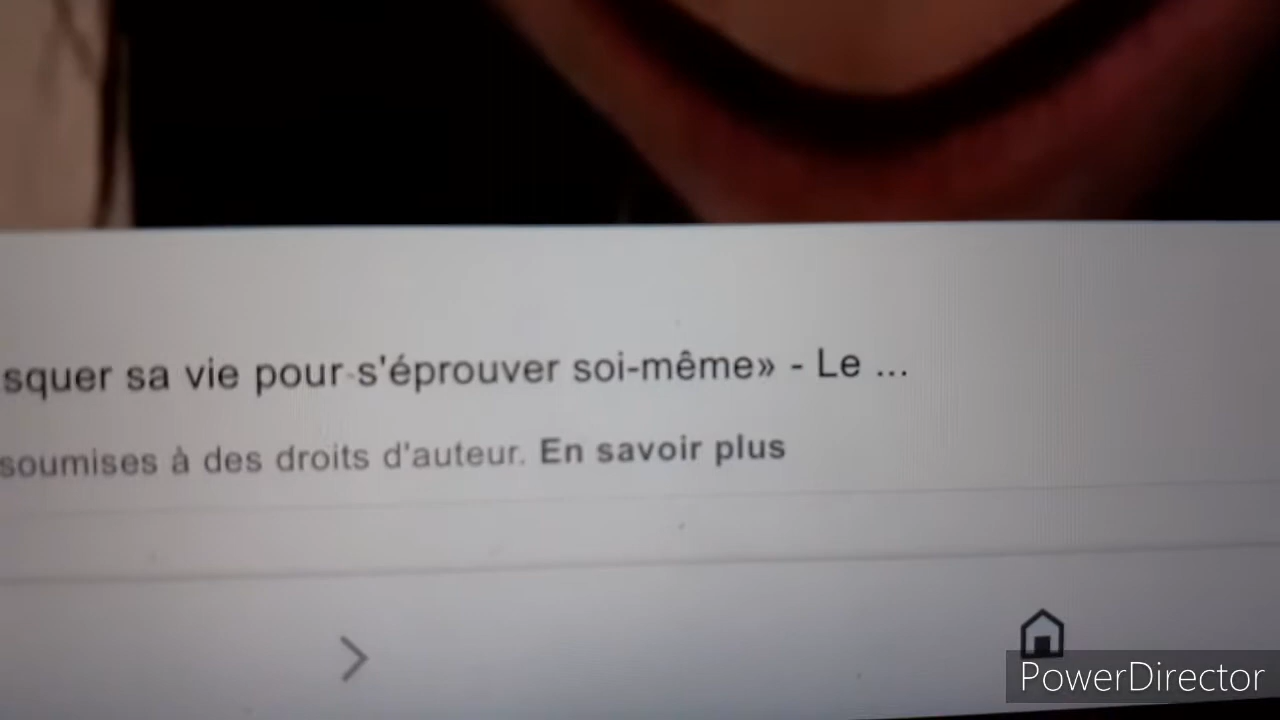 squer sa vie pour s'éprouver soi-même» - Le ...
soumises à des droits d'auteur. En savoir plus
PowerDirector